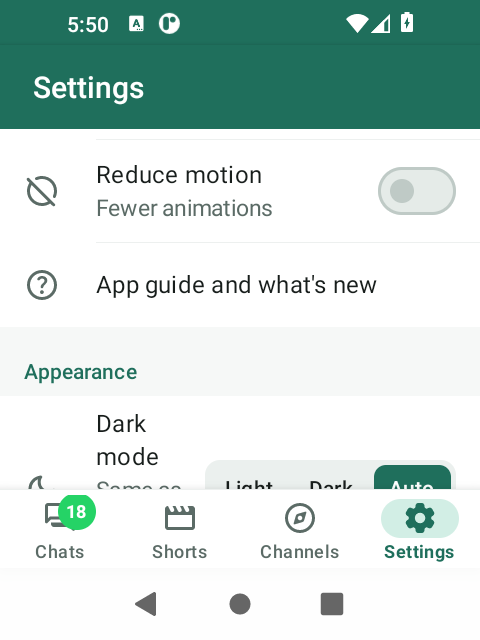 5:50
Settings
Reduce motion
Fewer animations
App guide and what's new
Appearance
Dark
mode
Light Dark Auto
18
Chats Shorts Channels Settings